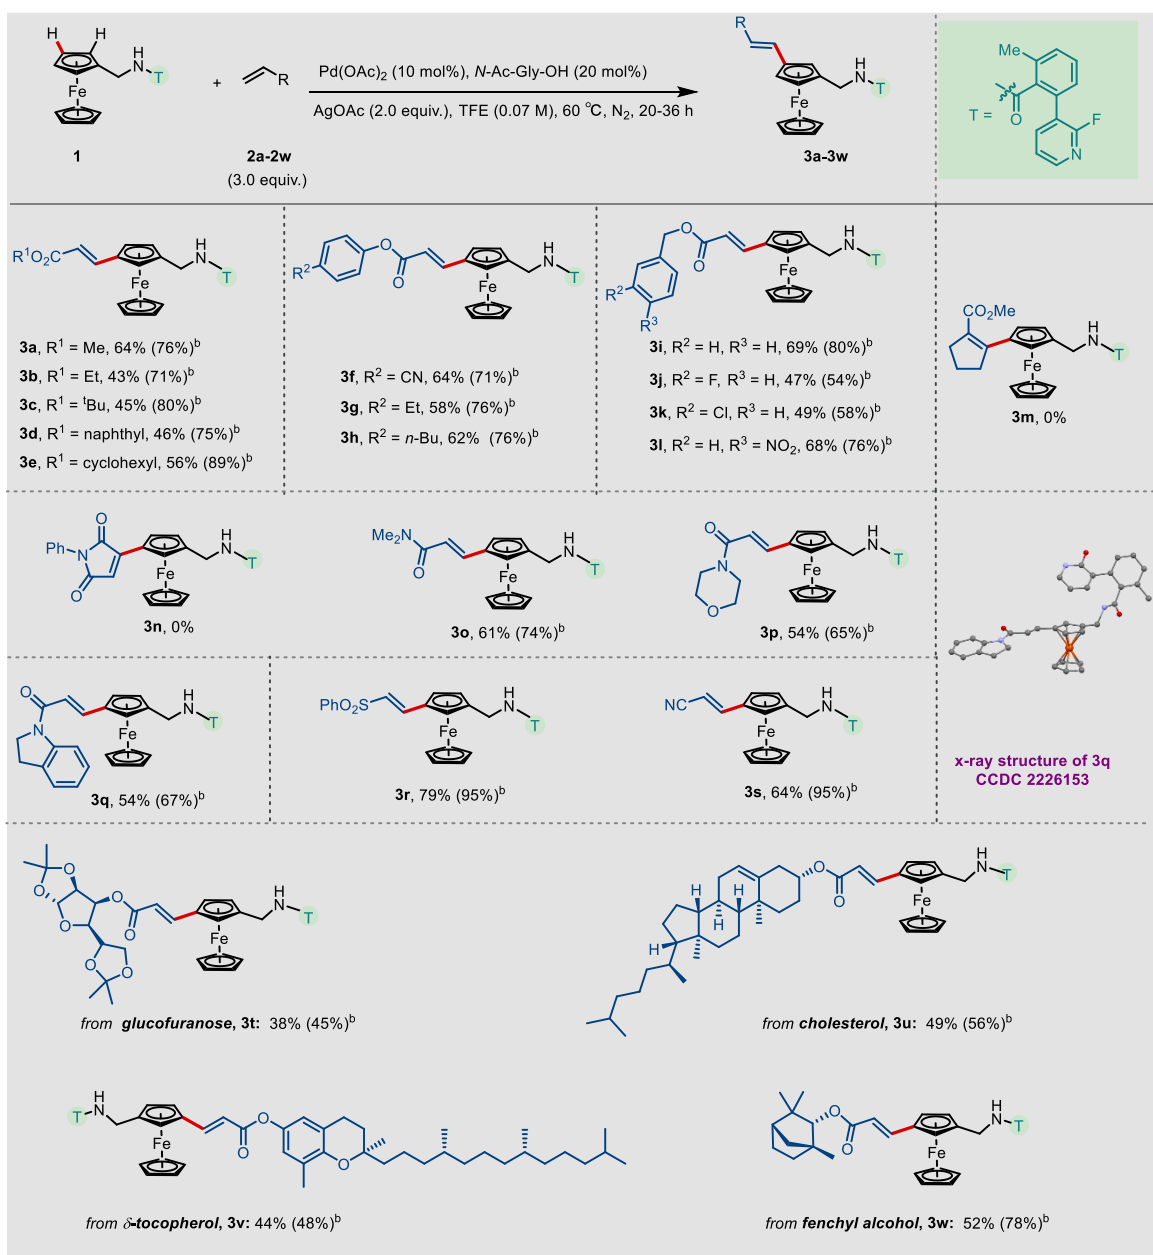 H
H
H
N
T
Fe
1
+
R
2a-2w
(3.0 equiv.)
Pd(OAc)2 (10 mol%), N-Ac-Gly-OH (20 mol%)
AgOAc (2.0 equiv.), TFE (0.07 M), 60 °C, N2, 20-36 h
R
H
N
T
Fe
3a-3w
T =
Me
O
F
N
R1O2C
H
N
T
Fe
3a, R1 = Me, 64% (76%)b
3b, R1 = Et, 43% (71%)b
3c, R1 = tBu, 45% (80%)b
3d, R1 = naphthyl, 46% (75%)b
3e, R1 = cyclohexyl, 56% (89%)b
R2
O
O
H
N
T
Fe
3f, R2 = CN, 64% (71%)b
3g, R2 = Et, 58% (76%)b
3h, R2 = n-Bu, 62% (76%)b
O
O
R2
R3
H
N
T
Fe
3i, R2 = H, R3 = H, 69% (80%)b
3j, R2 = F, R3 = H, 47% (54%)b
3k, R2 = Cl, R3 = H, 49% (58%)b
3l, R2 = H, R3 = NO2, 68% (76%)b
CO2Me
H
N
T
Fe
3m, 0%
O
Ph
N
O
H
N
T
Fe
3n, 0%
Me2N
O
H
N
T
Fe
3o, 61% (74%)b
O
N
O
H
N
T
Fe
3p, 54% (65%)b
O
N
H
N
T
Fe
3q, 54% (67%)b
PhO2S
H
N
T
Fe
3r, 79% (95%)b
NC
H
N
T
Fe
3s, 64% (95%)b
x-ray structure of 3q
CCDC 2226153
O
O
O
O
O
O
O
H
N
T
Fe
from glucofuranose, 3t: 38% (45%)b
H
H
H
H
O
O
H
N
T
Fe
from cholesterol, 3u: 49% (56%)b
H
N
T
Fe
O
O
O
from δ-tocopherol, 3v: 44% (48%)b
O
O
H
N
T
Fe
from fenchyl alcohol, 3w: 52% (78%)b